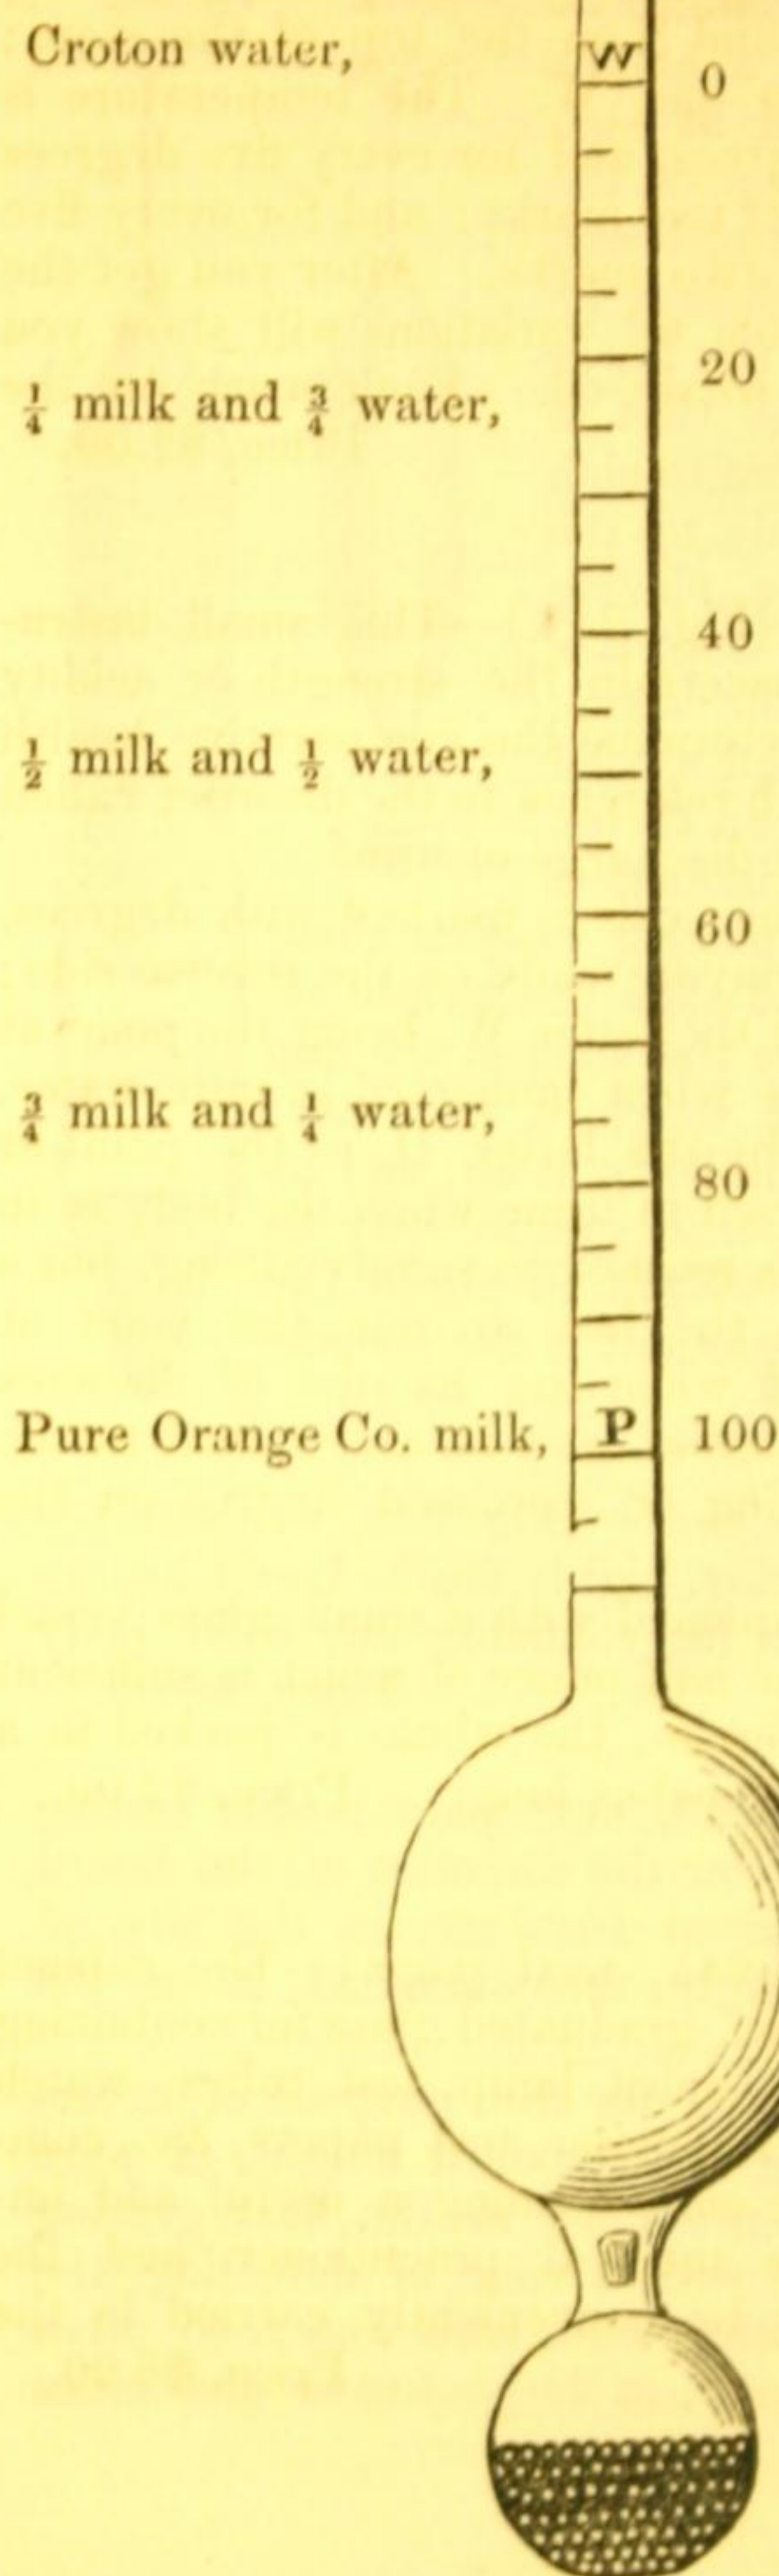 Croton water, W 0
20
¼ milk and ¾ water,
40
½ milk and ½ water,
60
¾ milk and ¼ water,
80
Pure Orange Co. milk, P 100